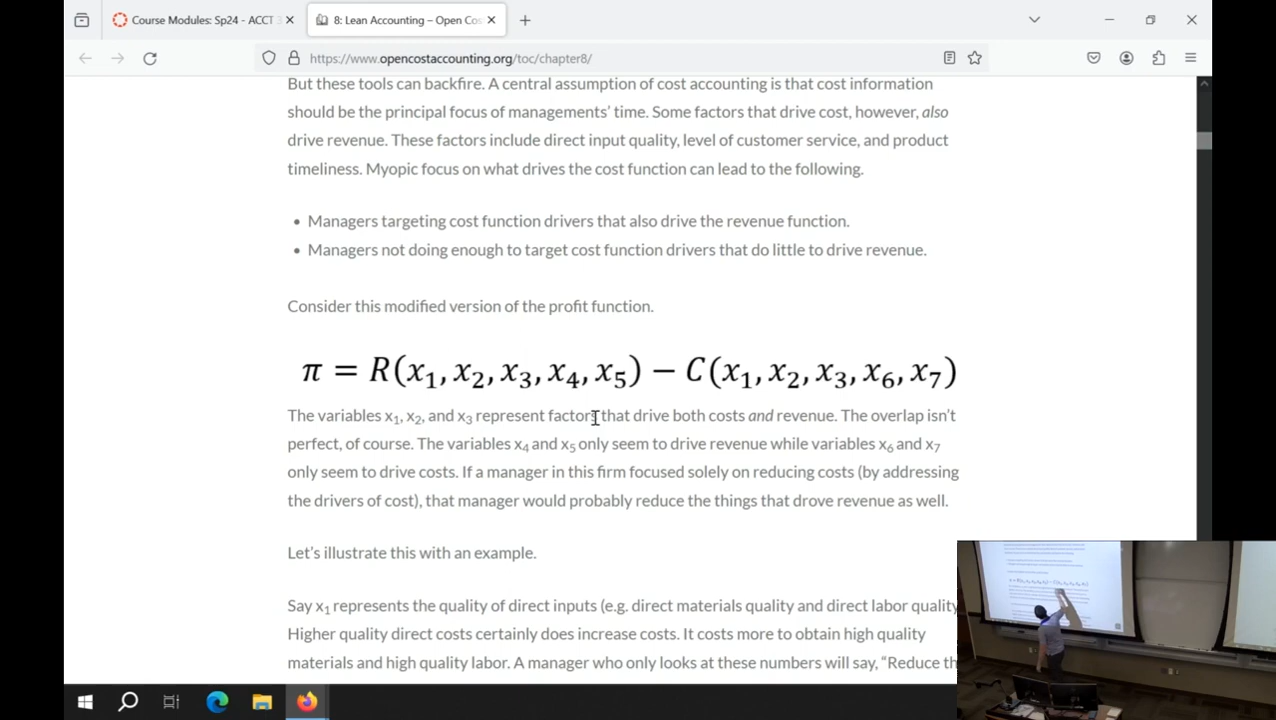 Course Modules: Sp24 - ACCT 3
8: Lean Accounting – Open Cos
https://www.opencostaccounting.org/toc/chapter8/
But these tools can backfire. A central assumption of cost accounting is that cost information
should be the principal focus of managements' time. Some factors that drive cost, however, also
drive revenue. These factors include direct input quality, level of customer service, and product
timeliness. Myopic focus on what drives the cost function can lead to the following.
• Managers targeting cost function drivers that also drive the revenue function.
• Managers not doing enough to target cost function drivers that do little to drive revenue.
Consider this modified version of the profit function.
π = R(x₁, x₂, x₃, x₄, x₅) − C(x₁, x₂, x₃, x₆, x₇)
The variables x₁, x₂, and x₃ represent factors that drive both costs and revenue. The overlap isn't
perfect, of course. The variables x₄ and x₅ only seem to drive revenue while variables x₆ and x₇
only seem to drive costs. If a manager in this firm focused solely on reducing costs (by addressing
the drivers of cost), that manager would probably reduce the things that drove revenue as well.
Let's illustrate this with an example.
Say x₁ represents the quality of direct inputs (e.g. direct materials quality and direct labor quality
Higher quality direct costs certainly does increase costs. It costs more to obtain high quality
materials and high quality labor. A manager who only looks at these numbers will say, "Reduce th